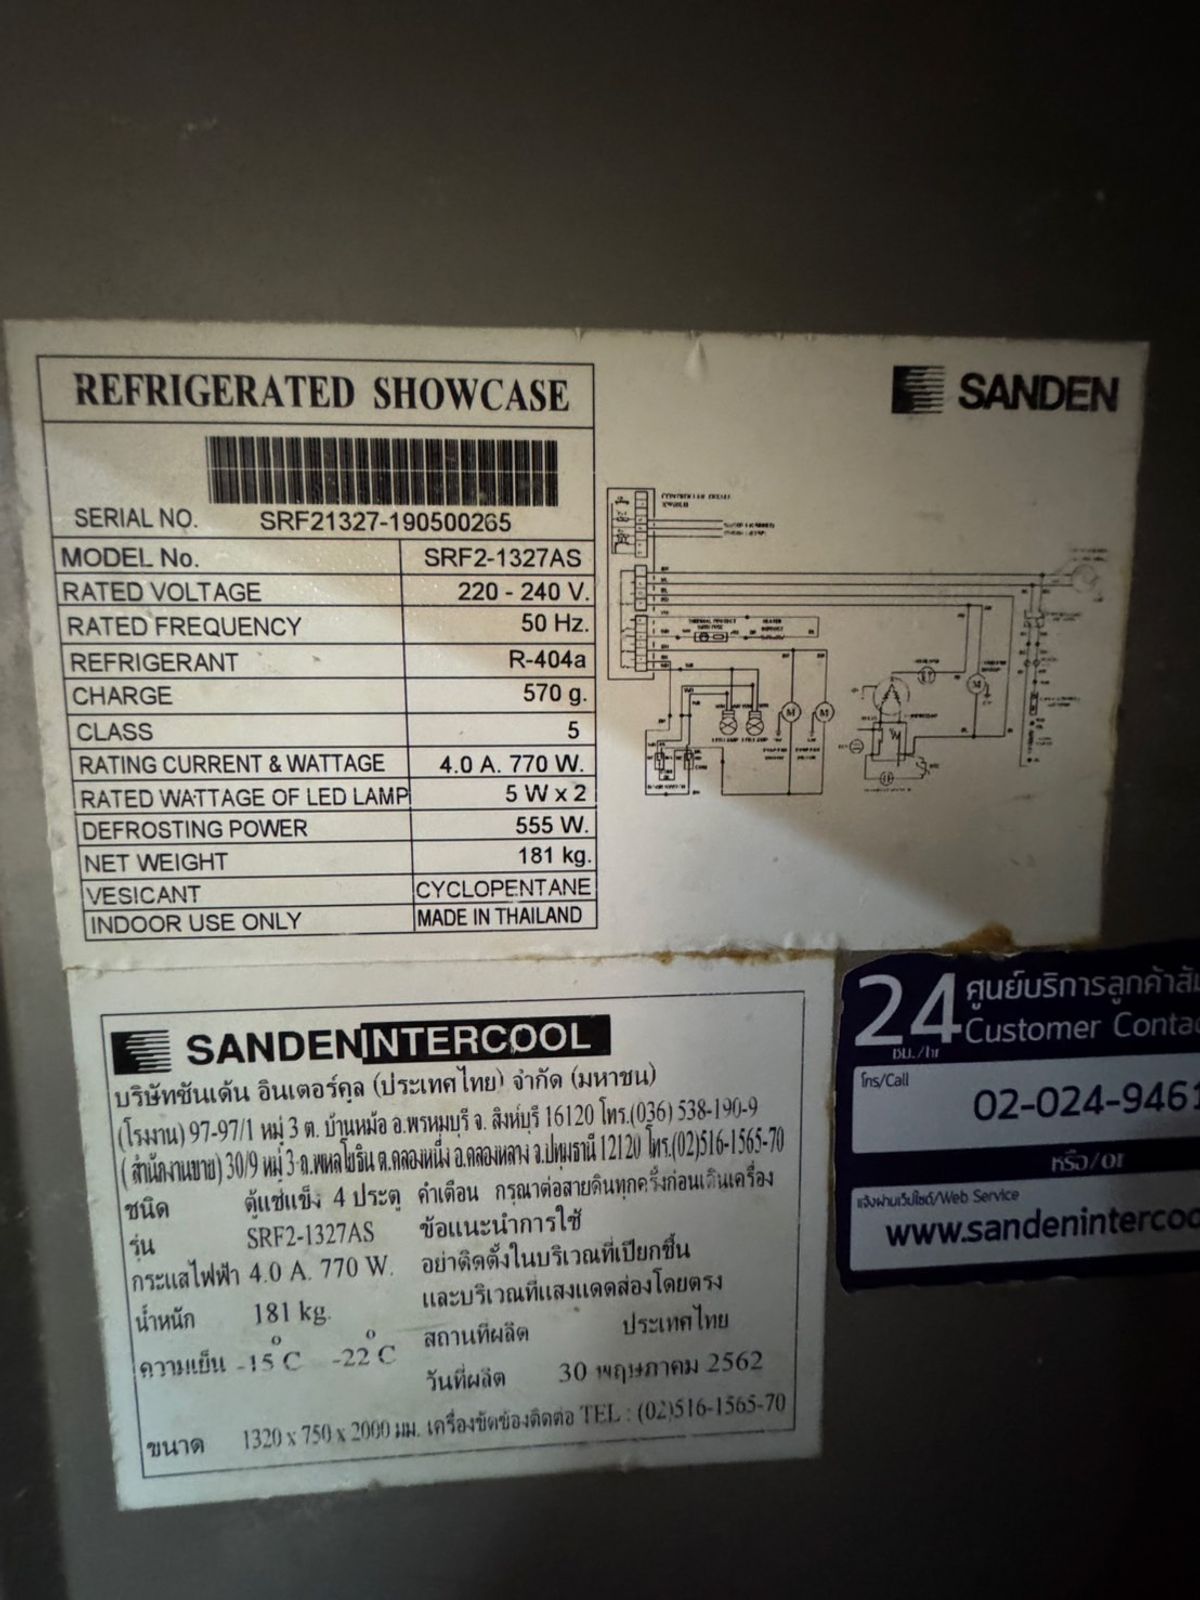 REFRIGERATED SHOWCASE
SERIAL NO. SRF21327-190500265
MODEL No. SRF2-1327AS
RATED VOLTAGE 220 - 240 V.
RATED FREQUENCY 50 Hz.
REFRIGERANT R-404a
CHARGE 570 g.
CLASS 5
RATING CURRENT & WATTAGE 4.0 A. 770 W.
RATED WATTAGE OF LED LAMP 5 W x 2
DEFROSTING POWER 555 W.
NET WEIGHT 181 kg.
VESICANT CYCLOPENTANE
INDOOR USE ONLY MADE IN THAILAND
SANDEN
SANDEN INTERCOOL
บริษัทซันเด้น อินเตอร์คูล (ประเทศไทย) จำกัด (มหาชน)
(โรงงาน) 97-97/1 หมู่ 3 ต. บ้านหม้อ อ.พรหมบุรี จ. สิงห์บุรี 16120 โทร.(036) 538-190-9
( สำนักงานขาย) 30/9 หมู่ 3 ถ.พหลโยธิน ต.คลองหนึ่ง อ.คลองหลวง จ.ปทุมธานี 12120 โทร.(02)516-1565-70
ชนิด ตู้แช่แข็ง 4 ประตู คำเตือน กรุณาต่อสายดินทุกครั้งก่อนเดินเครื่อง
รุ่น SRF2-1327AS ข้อแนะนำการใช้
กระแสไฟฟ้า 4.0 A. 770 W. อย่าติดตั้งในบริเวณที่เปียกชื้น
และบริเวณที่แสงแดดส่องโดยตรง
น้ำหนัก 181 kg. สถานที่ผลิต ประเทศไทย
ความเย็น -15°C -22°C วันที่ผลิต 30 พฤษภาคม 2562
ขนาด 1320 x 750 x 2000 มม. เครื่องขัดข้องติดต่อ TEL : (02)516-1565-70
24 ชม./hr ศูนย์บริการลูกค้าสั
Customer Conta
โทร/Call 02-024-9461
หรือ/or
แจ้งผ่านเว็ปไซต์/Web Service
www.sandeninterco